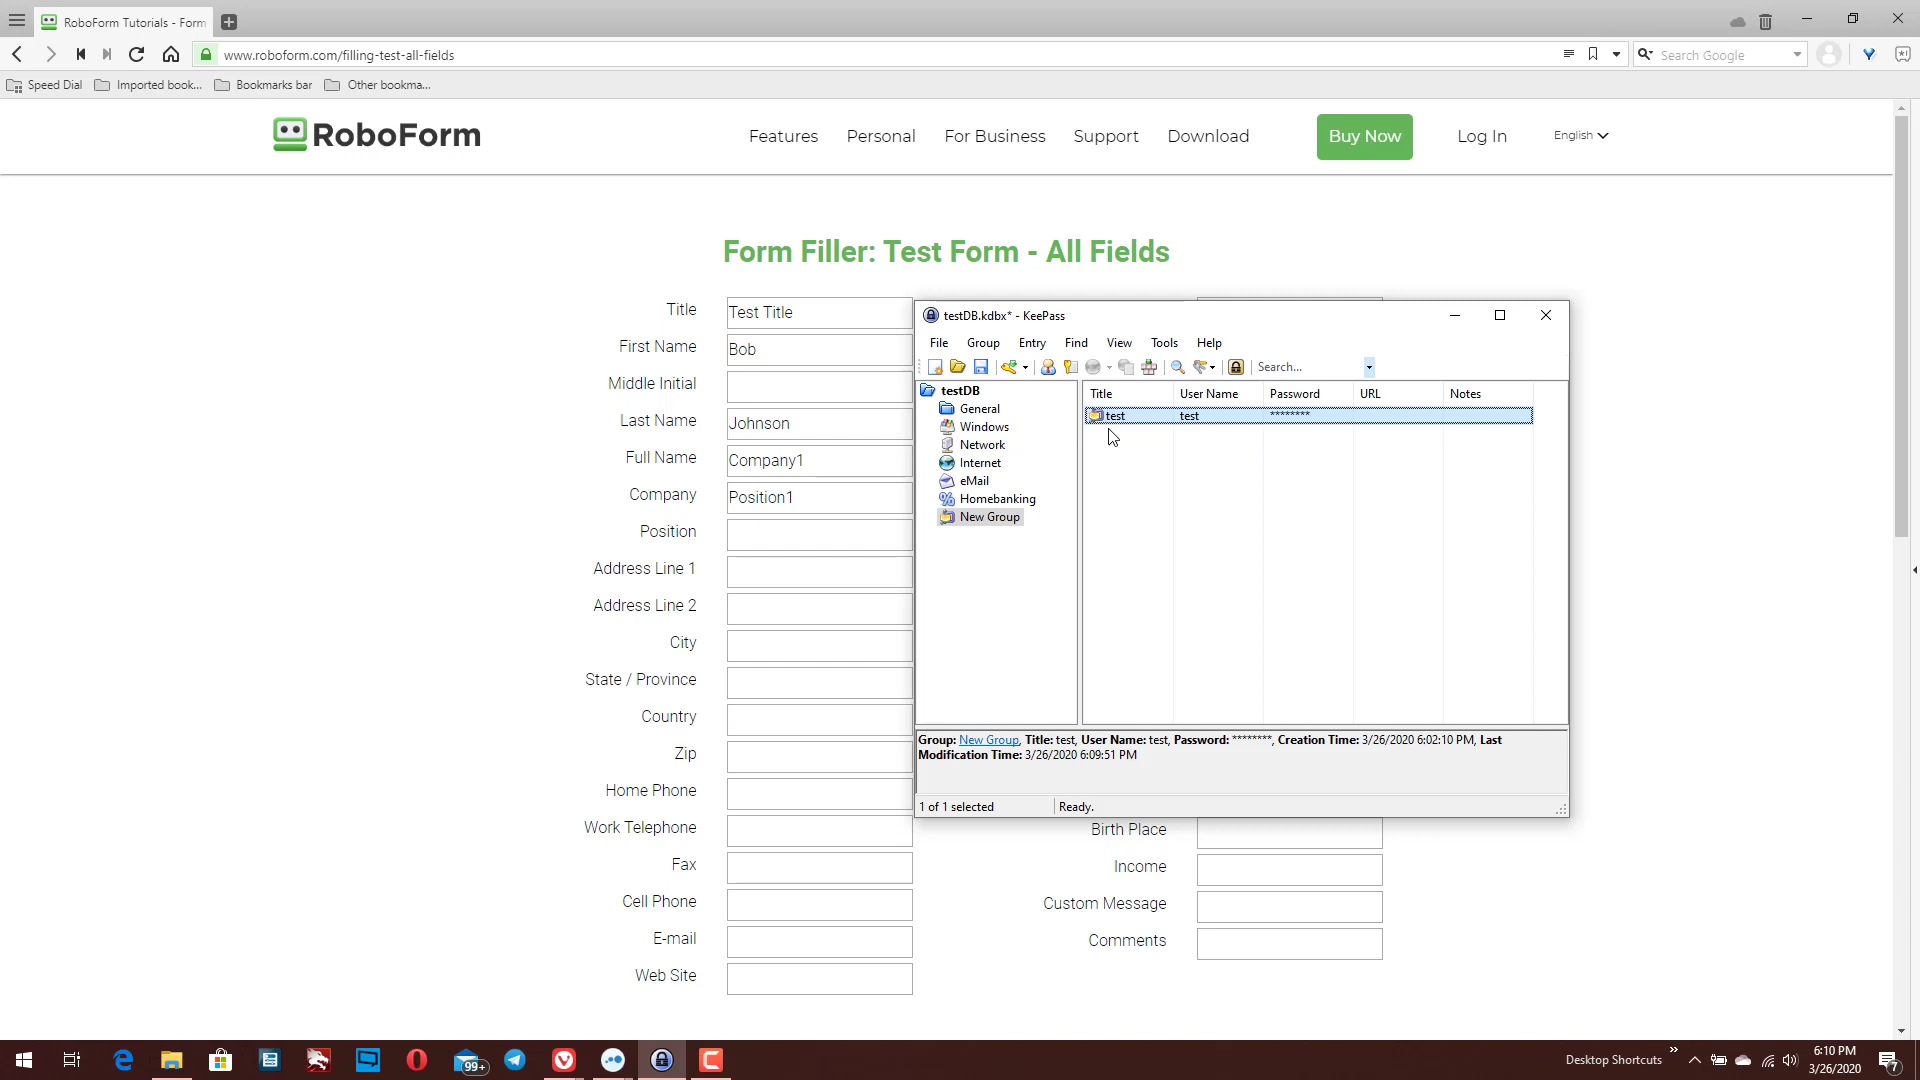 RoboForm Tutorials - Form
www.roboform.com/filling-test-all-fields
Search Google
Speed Dial
Imported book...
Bookmarks bar
Other bookma...
RoboForm
Features
Personal
For Business
Support
Download
Buy Now
Log In
English
Form Filler: Test Form - All Fields
Title
Test Title
First Name
Bob
Middle Initial
Last Name
Johnson
Full Name
Company1
Company
Position1
Position
Address Line 1
Address Line 2
City
State / Province
Country
Zip
Home Phone
Work Telephone
Fax
Cell Phone
E-mail
Web Site
testDB.kdbx* - KeePass
File
Group
Entry
Find
View
Tools
Help
Search...
testDB
General
Windows
Network
Internet
eMail
Homebanking
New Group
Title
User Name
Password
URL
Notes
test
test
********
Group: New Group, Title: test, User Name: test, Password: ********, Creation Time: 3/26/2020 6:02:10 PM, Last
Modification Time: 3/26/2020 6:09:51 PM
1 of 1 selected
Ready.
Birth Place
Income
Custom Message
Comments
99+
Desktop Shortcuts
6:10 PM
3/26/2020
7